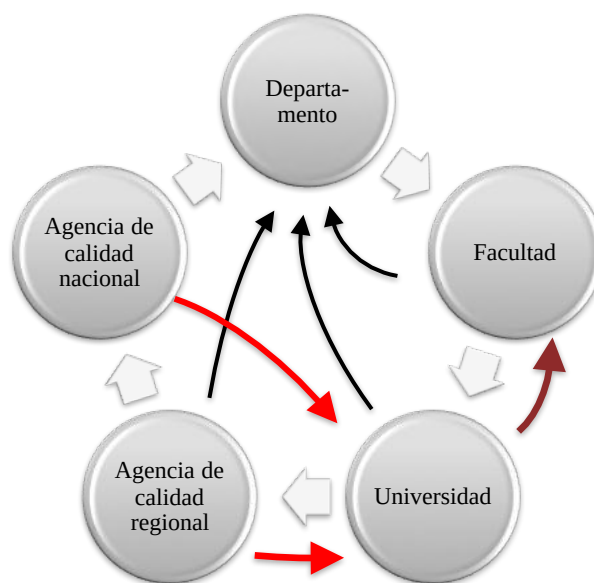 Departa-
mento
Agencia de
calidad
nacional
Facultad
Agencia de
calidad
regional
Universidad